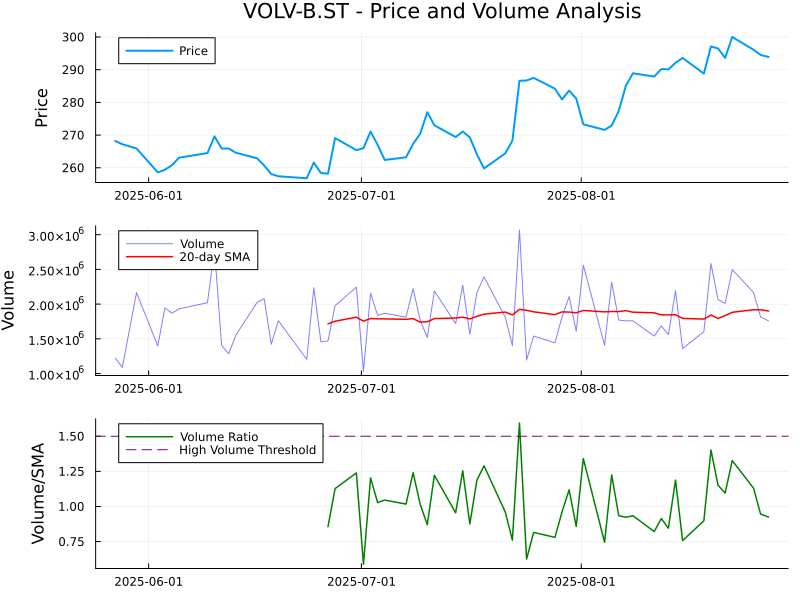 VOLV-B.ST - Price and Volume Analysis
Price
300
290
280
270
260
Price
2025-06-01
2025-07-01
2025-08-01
Volume
3.00×10⁶
2.50×10⁶
2.00×10⁶
1.50×10⁶
1.00×10⁶
Volume
20-day SMA
2025-06-01
2025-07-01
2025-08-01
Volume/SMA
1.50
1.25
1.00
0.75
Volume Ratio
High Volume Threshold
2025-06-01
2025-07-01
2025-08-01